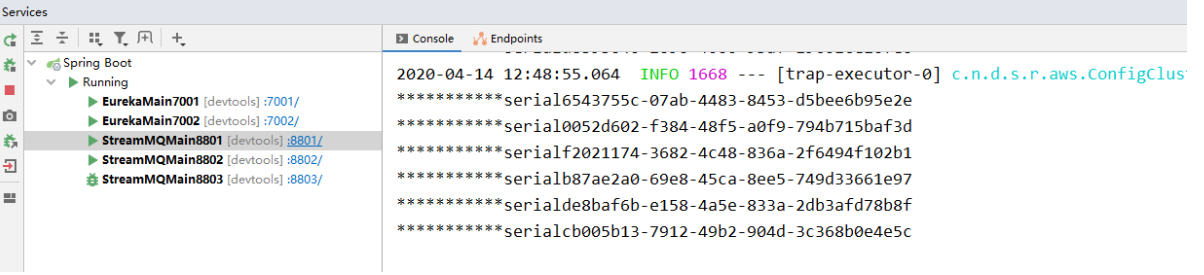 Services
Spring Boot
Running
EurekaMain7001 [devtools] :7001/
EurekaMain7002 [devtools] :7002/
StreamMQMain8801 [devtools] :8801/
StreamMQMain8802 [devtools] :8802/
StreamMQMain8803 [devtools] :8803/
Console Endpoints
2020-04-14 12:48:55.064 INFO 1668 --- [trap-executor-0] c.n.d.s.r.aws.ConfigClust
***********serial6543755c-07ab-4483-8453-d5bee6b95e2e
***********serial0052d602-f384-48f5-a0f9-794b715baf3d
***********serialf2021174-3682-4c48-836a-2f6494f102b1
***********serialb87ae2a0-69e8-45ca-8ee5-749d33661e97
***********serialde8baf6b-e158-4a5e-833a-2db3afd78b8f
***********serialcb005b13-7912-49b2-904d-3c368b0e4e5c